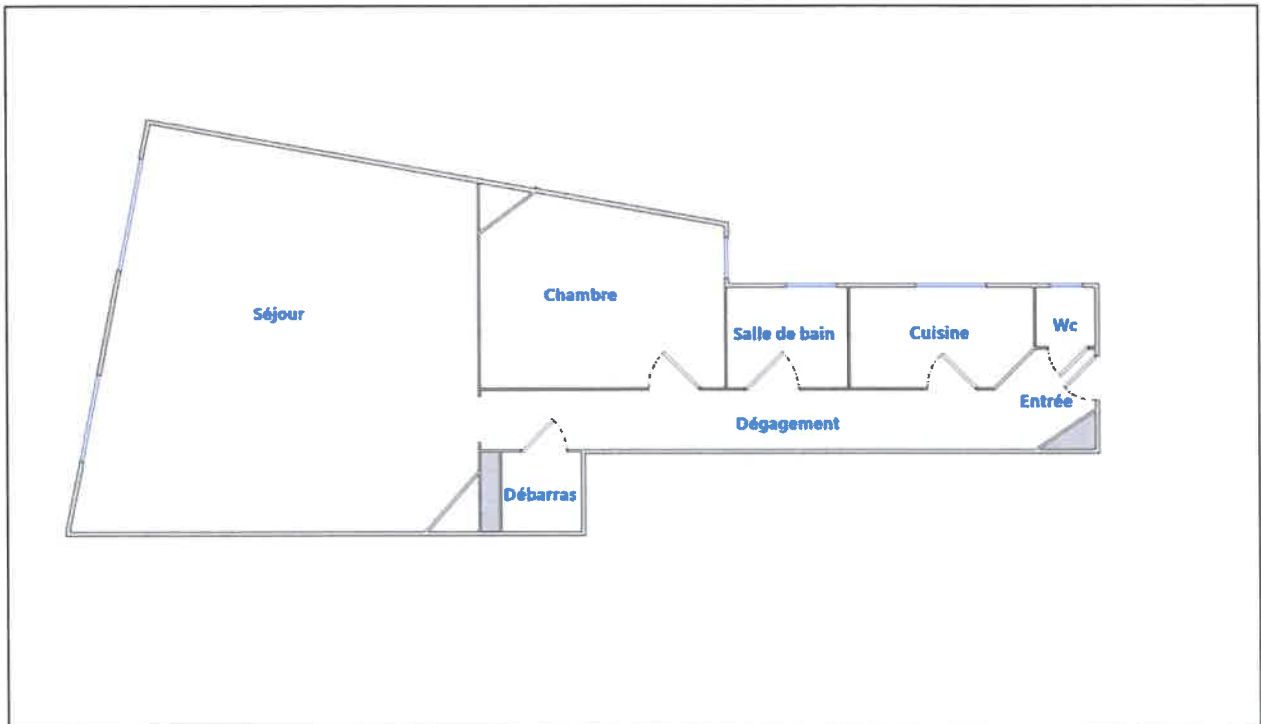 Séjour
Chambre
Salle de bain
Cuisine
Wc
Entrée
Dégagement
Débarras